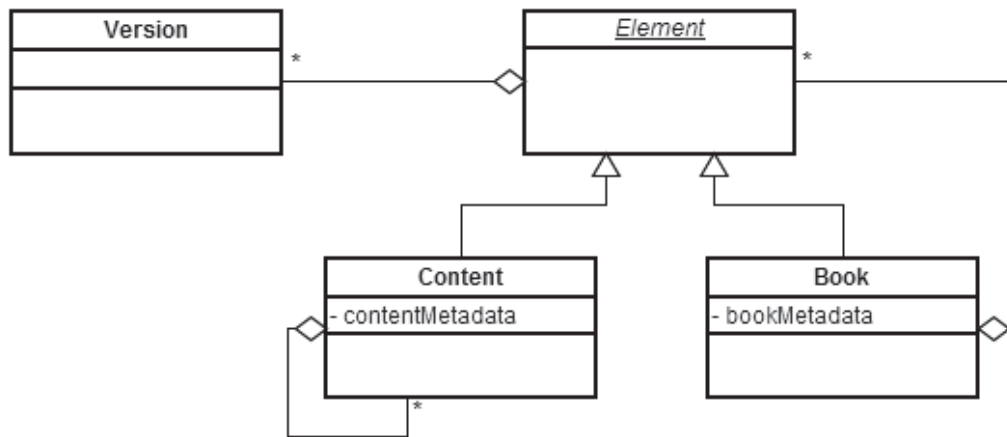 Version
Element
*
*
Content
- contentMetadata
*
Book
- bookMetadata